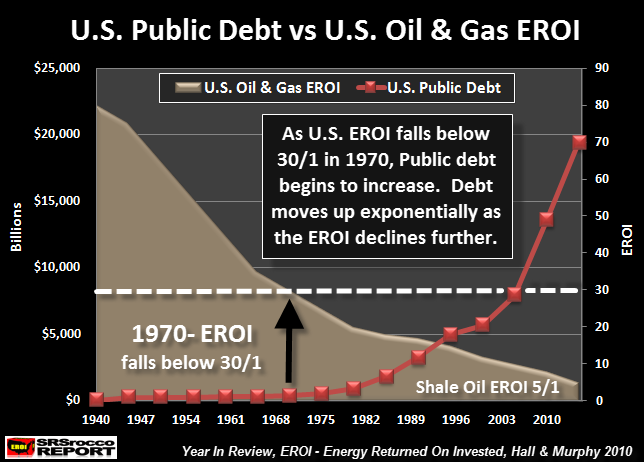 U.S. Public Debt vs U.S. Oil & Gas EROI
$25,000
$20,000
$15,000
$10,000
$5,000
$0
Billions
U.S. Oil & Gas EROI
U.S. Public Debt
As U.S. EROI falls below
30/1 in 1970, Public debt
begins to increase. Debt
moves up exponentially as
the EROI declines further.
1970- EROI
falls below 30/1
Shale Oil EROI 5/1
90
80
70
60
50
40
30
20
10
0
EROI
1940 1947 1954 1961 1968 1975 1982 1989 1996 2003 2010
EROI
SRSrocco
REPORT
Year In Review, EROI - Energy Returned On Invested, Hall & Murphy 2010